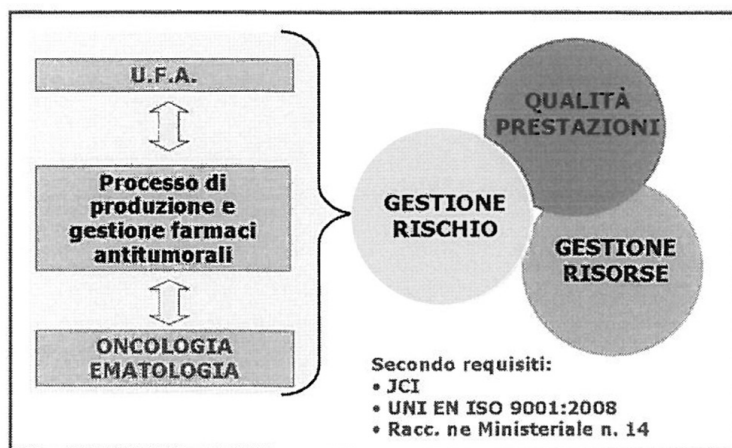 U.F.A.
Processo di
produzione e
gestione farmaci
antitumorali
ONCOLOGIA
EMATOLOGIA
QUALITÀ
PRESTAZIONI
GESTIONE
RISCHIO
GESTIONE
RISORSE
Secondo requisiti:
• JCI
• UNI EN ISO 9001:2008
• Racc. ne Ministeriale n. 14